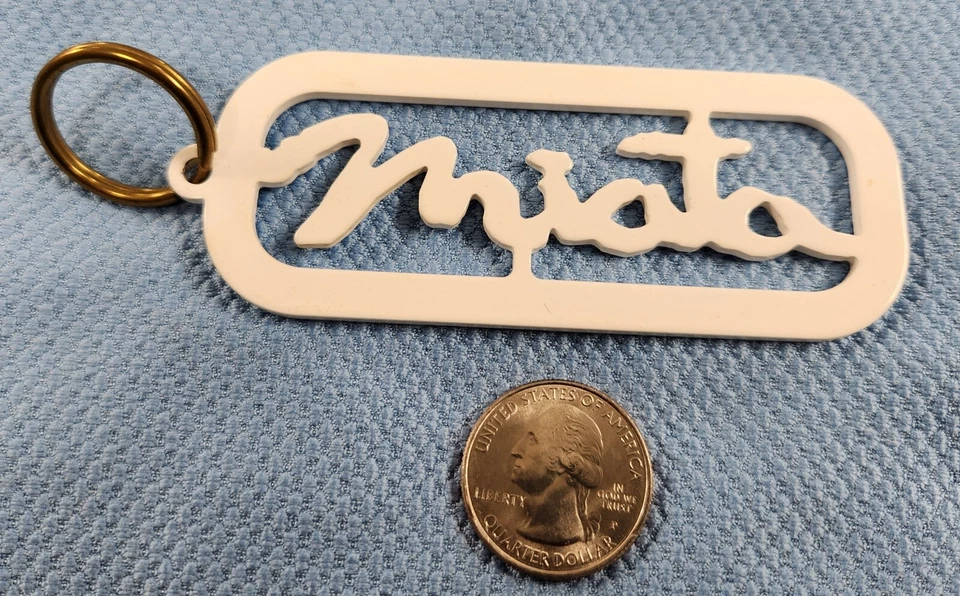 miata
UNITED STATES OF AMERICA
LIBERTY
IN
GOD WE
TRUST
P
QUARTER DOLLAR